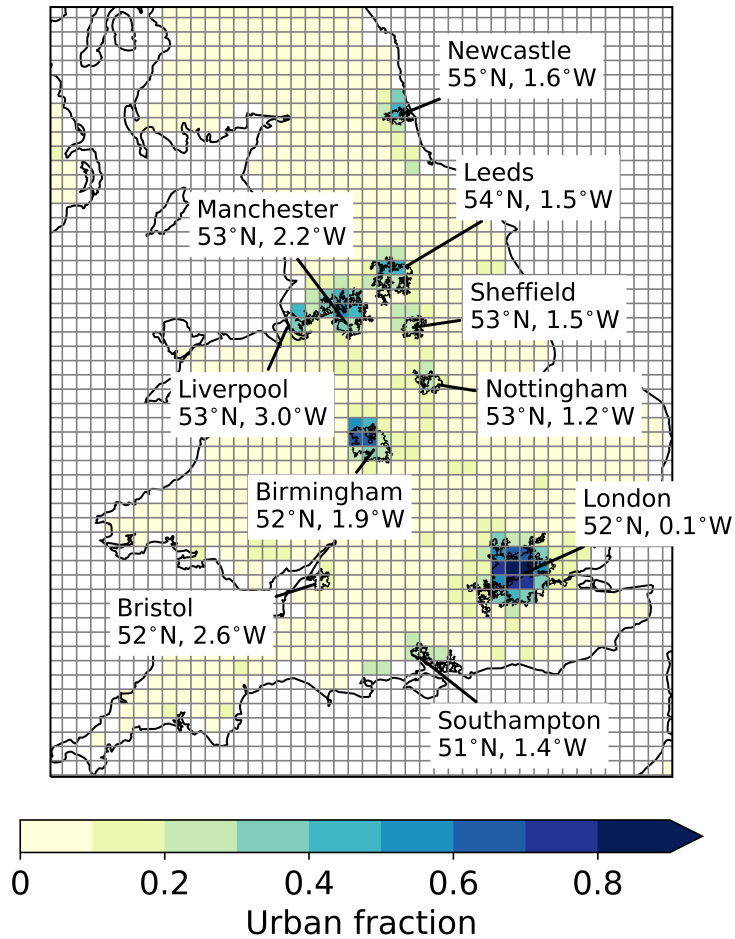 Newcastle
55°N, 1.6°W
Leeds
54°N, 1.5°W
Manchester
53°N, 2.2°W
Sheffield
53°N, 1.5°W
Liverpool
53°N, 3.0°W
Nottingham
53°N, 1.2°W
Birmingham
52°N, 1.9°W
London
52°N, 0.1°W
Bristol
52°N, 2.6°W
Southampton
51°N, 1.4°W
0 0.2 0.4 0.6 0.8
Urban fraction